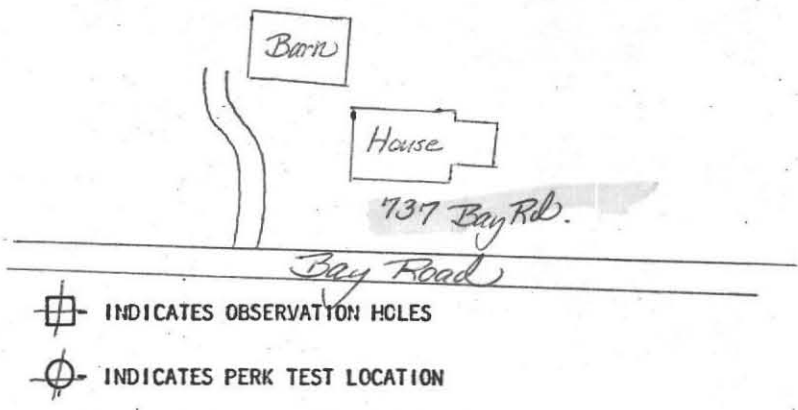 Barn
House
737 Bay Rd.
Bay Road
INDICATES OBSERVATION HOLES
INDICATES PERK TEST LOCATION